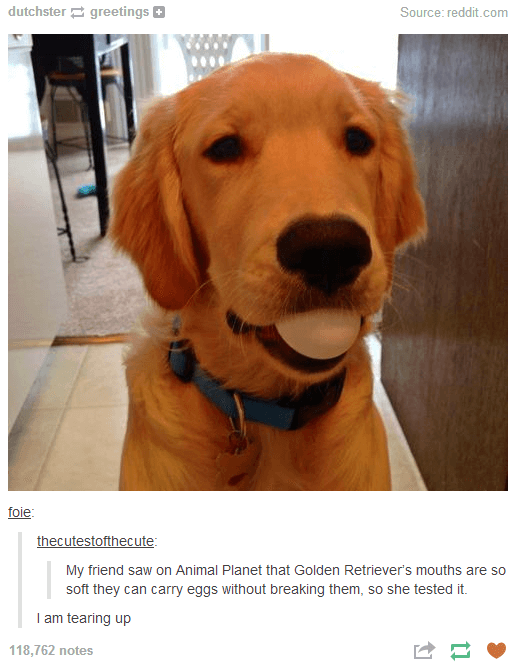 dutchster greetings
Source: reddit.com
foie:
thecutestofthecute:
My friend saw on Animal Planet that Golden Retriever's mouths are so
soft they can carry eggs without breaking them, so she tested it.
I am tearing up
118,762 notes